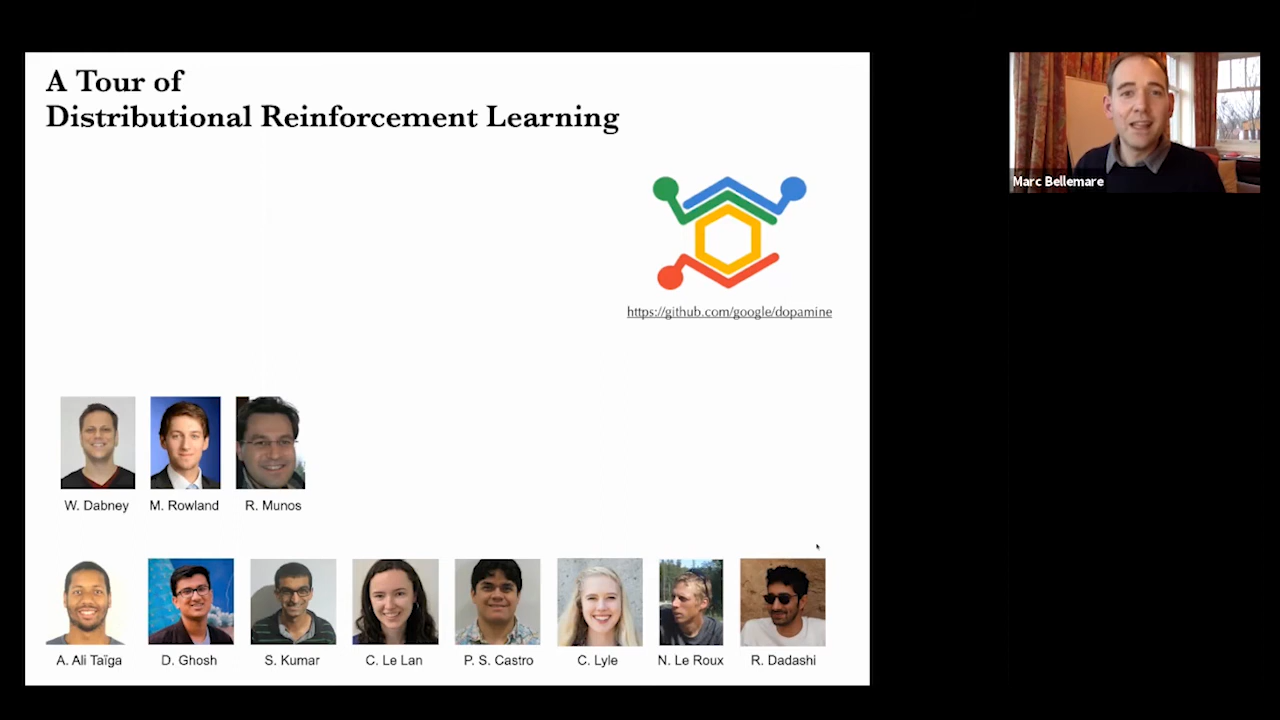 A Tour of
Distributional Reinforcement Learning
Marc Bellemare
https://github.com/google/dopamine
W. Dabney
M. Rowland
R. Munos
A. Ali Taïga
D. Ghosh
S. Kumar
C. Le Lan
P. S. Castro
C. Lyle
N. Le Roux
R. Dadashi